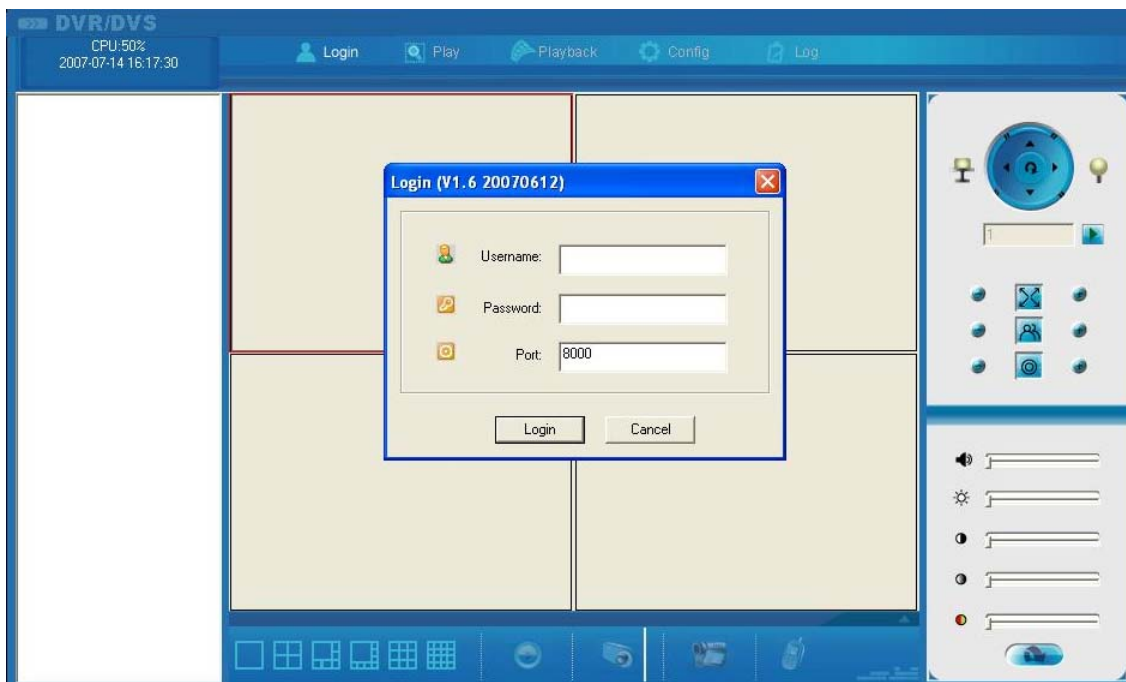 DVR/DVS
CPU:50%
2007-07-14 16:17:30
Login Play Playback Config Log
Login (V1.6 20070612)
Username:
Password:
Port: 8000
Login Cancel
1